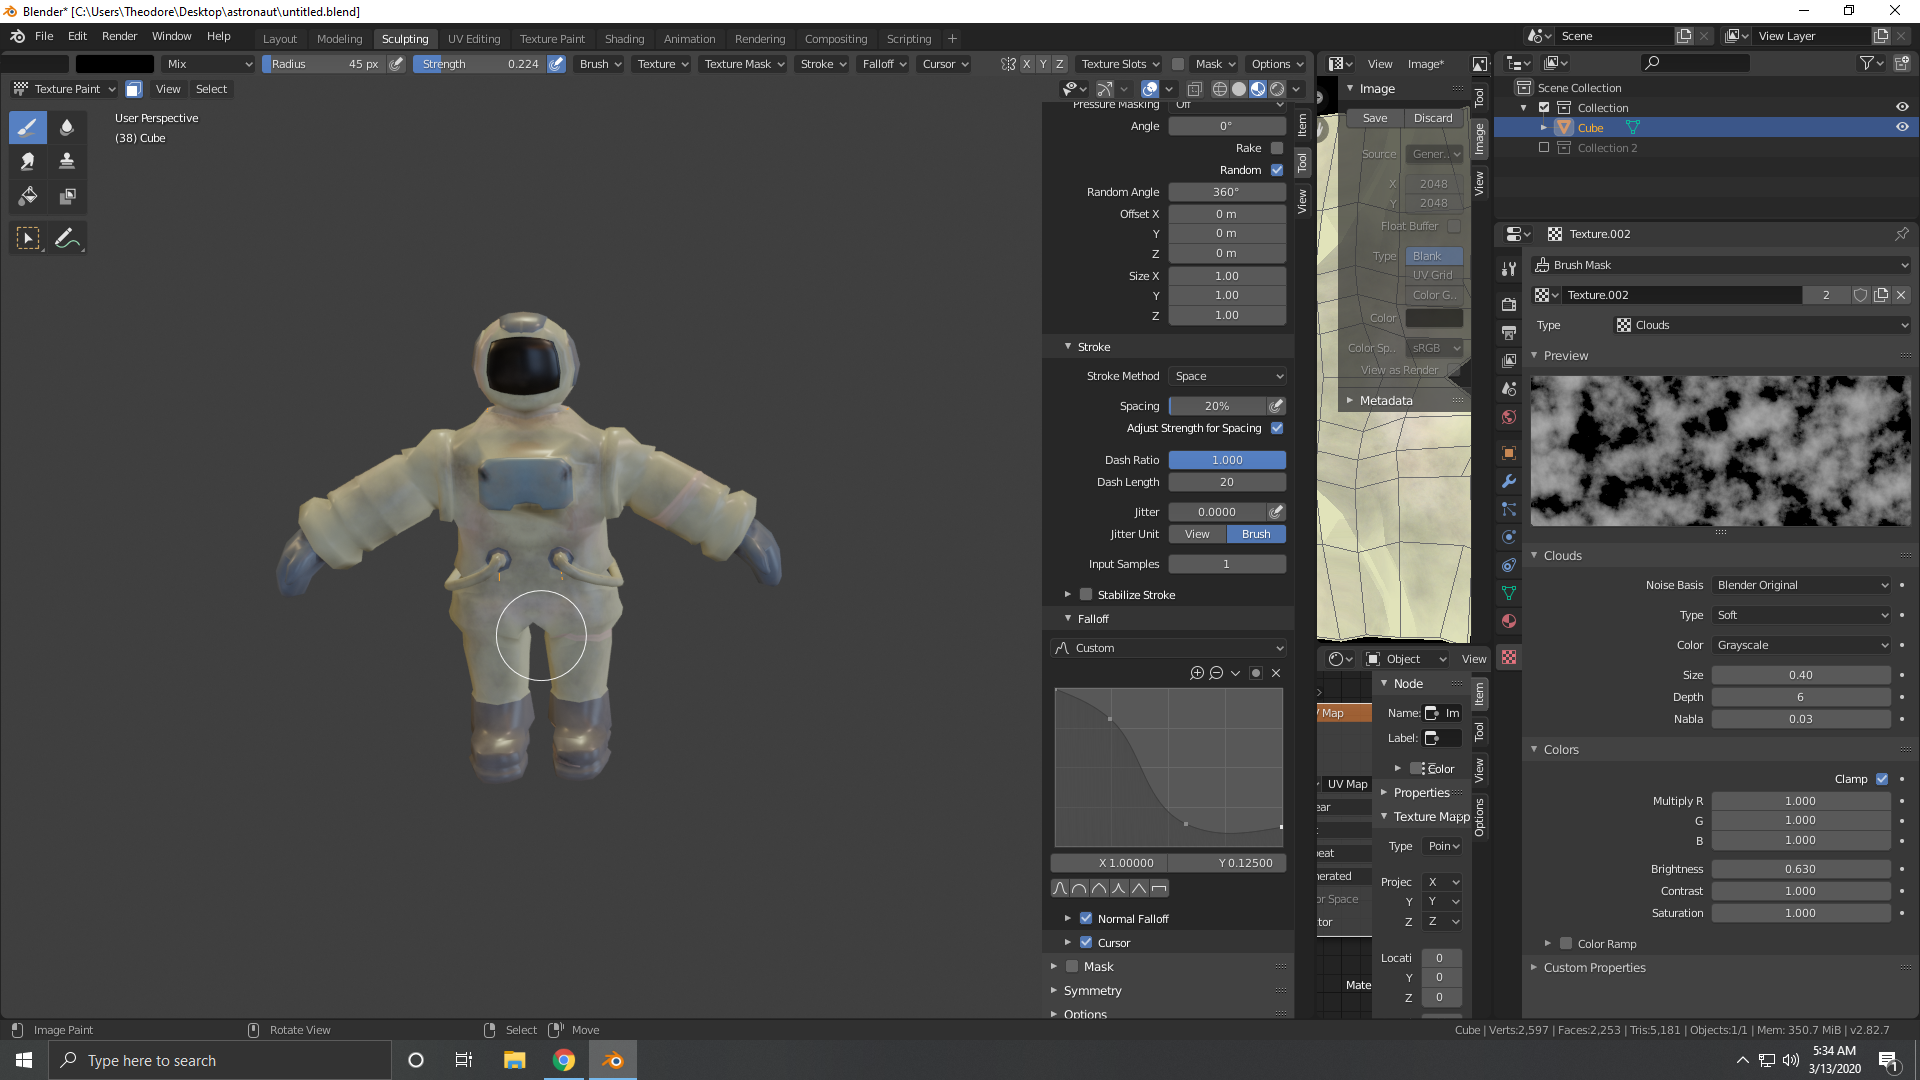 Blender* [C:\Users\Theodore\Desktop\astronaut\untitled.blend]
File Edit Render Window Help
Layout Modeling Sculpting UV Editing Texture Paint Shading Animation Rendering Compositing Scripting +
Scene View Layer
Mix Radius 45 px Strength 0.224 Brush Texture Texture Mask Stroke Falloff Cursor X Y Z Texture Slots Mask Options
View Image*
Texture Paint View Select
User Perspective
(38) Cube
Pressure Masking Off
Angle 0°
Rake
Random
Random Angle 360°
Offset X 0 m
Y 0 m
Z 0 m
Size X 1.00
Y 1.00
Z 1.00
Stroke
Stroke Method Space
Spacing 20%
Adjust Strength for Spacing
Dash Ratio 1.000
Dash Length 20
Jitter 0.0000
Jitter Unit View Brush
Input Samples 1
Stabilize Stroke
Falloff
Custom
X 1.00000 Y 0.12500
Normal Falloff
Cursor
Mask
Symmetry
Options
Item
Tool
View
Image
Save Discard
Source Gener..
X 2048
Y 2048
Float Buffer
Type Blank
UV Grid
Color G..
Color
Color Sp.. sRGB
View as Render
Metadata
Tool
Image
View
Object View
Node
Name: Im
Label:
Color
Properties
Texture Mapp
Type Poin
Projec X
Y Y
Z Z
Locati 0
Y 0
Z 0
Map
UV Map
ear
eat
nerated
or Space
tor
Mate
Item
Tool
View
Options
Scene Collection
Collection
Cube
Collection 2
Texture.002
Brush Mask
Texture.002 2
Type Clouds
Preview
Clouds
Noise Basis Blender Original
Type Soft
Color Grayscale
Size 0.40
Depth 6
Nabla 0.03
Colors
Clamp
Multiply R 1.000
G 1.000
B 1.000
Brightness 0.630
Contrast 1.000
Saturation 1.000
Color Ramp
Custom Properties
Image Paint Rotate View Select Move
Cube | Verts:2,597 | Faces:2,253 | Tris:5,181 | Objects:1/1 | Mem: 350.7 MiB | v2.82.7
Type here to search
5:34 AM
3/13/2020
1